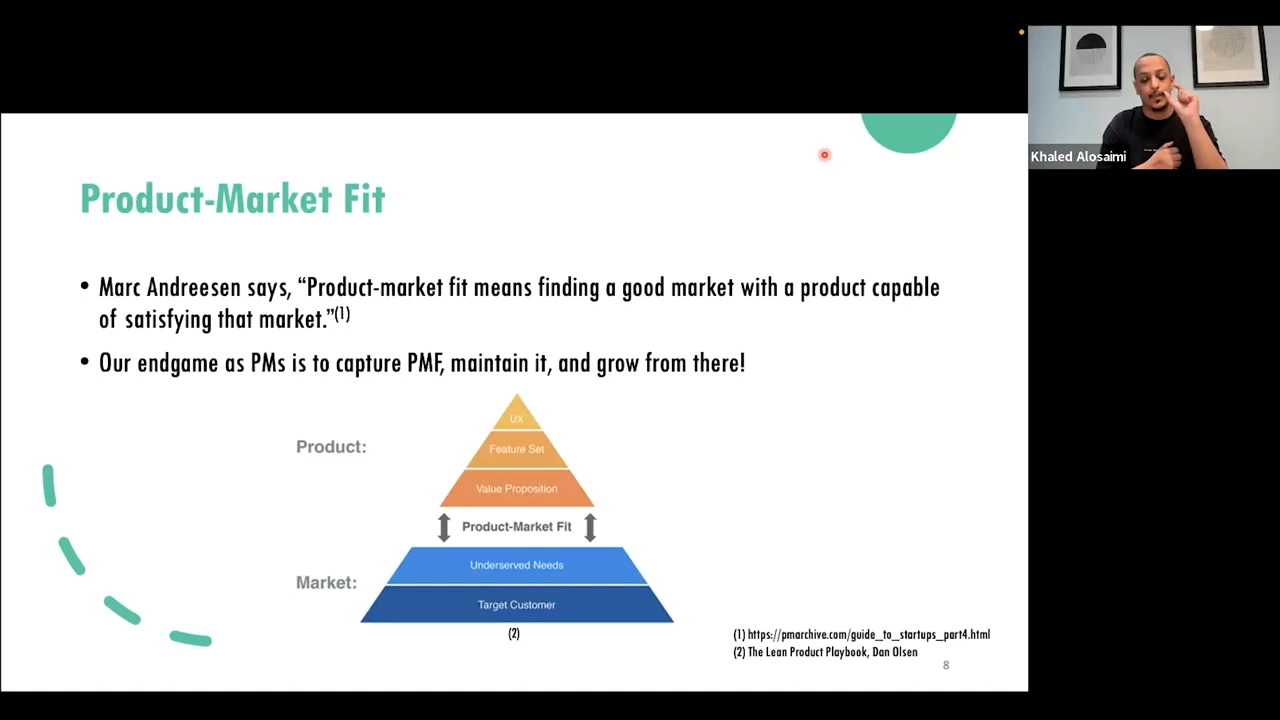 Khaled Alosaimi
Product-Market Fit
• Marc Andreesen says, “Product-market fit means finding a good market with a product capable
of satisfying that market.”(1)
• Our endgame as PMs is to capture PMF, maintain it, and grow from there!
Product:
UX
Feature Set
Value Proposition
Product-Market Fit
Market:
Underserved Needs
Target Customer
(2)
(1) https://pmarchive.com/guide_to_startups_part4.html
(2) The Lean Product Playbook, Dan Olsen
8